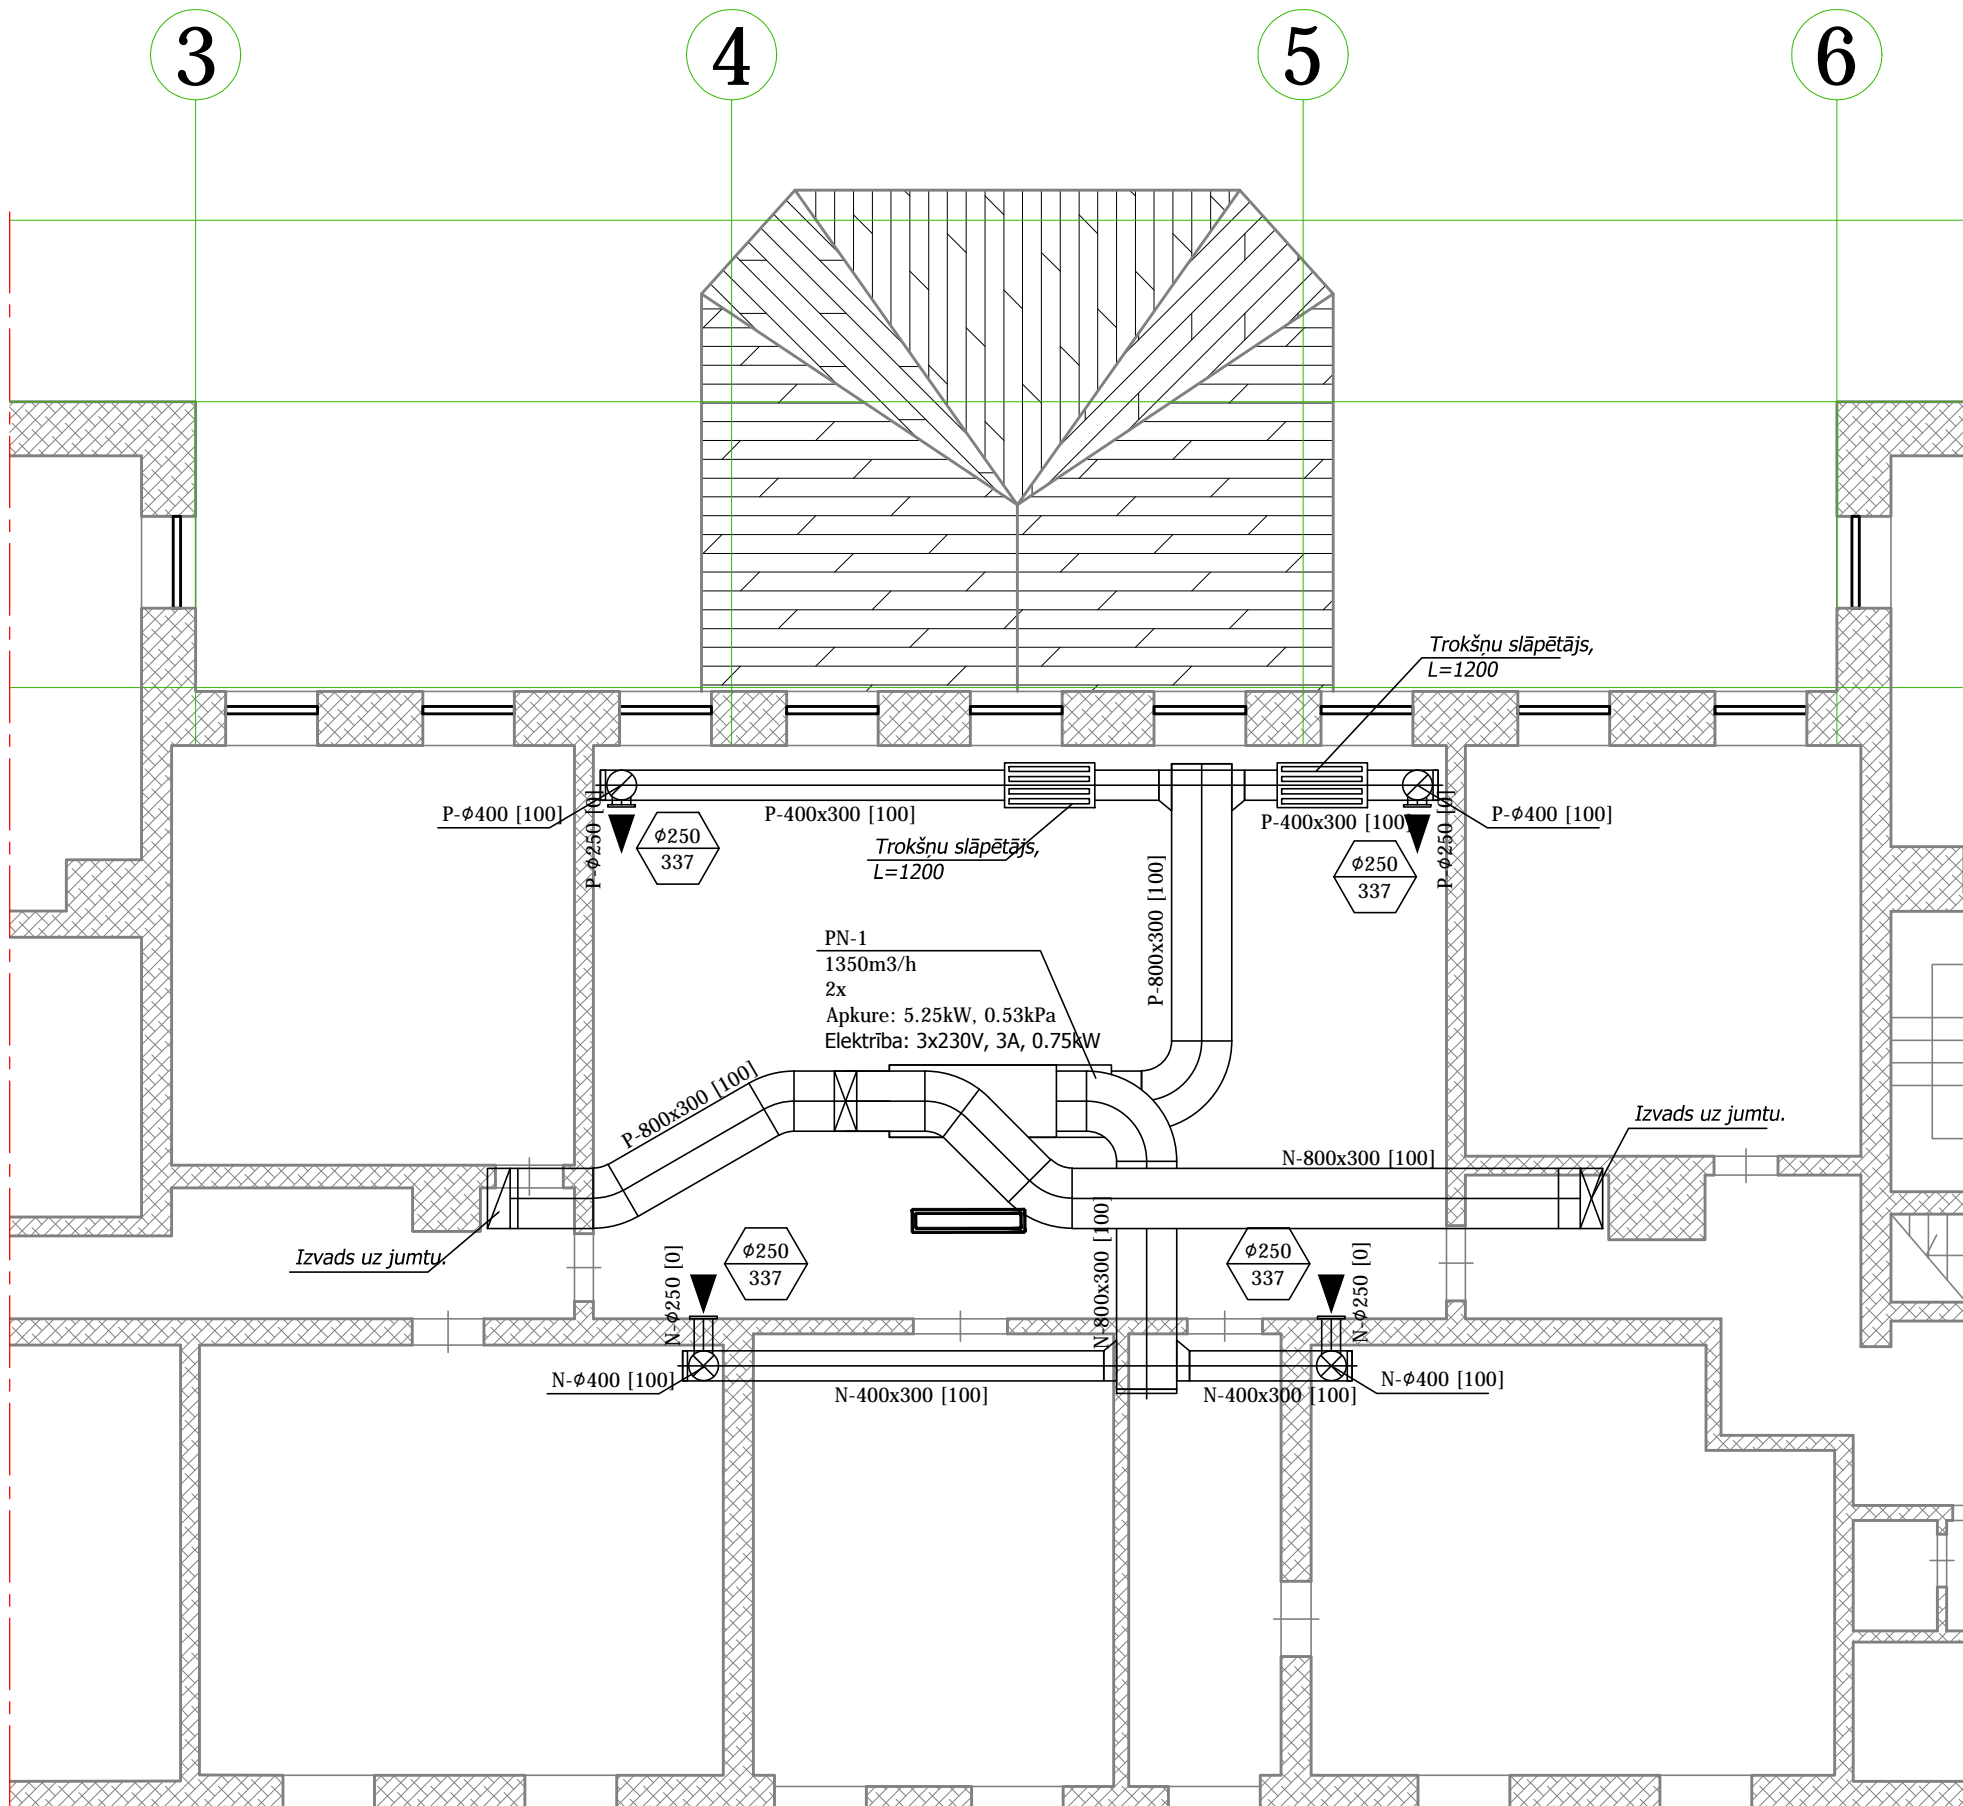 3
4
5
6
Trokšņu slāpētājs,
L=1200
P-ϕ400 [100]
P-ϕ250 [0]
ϕ250
337
P-400x300 [100]
Trokšņu slāpētājs,
L=1200
P-400x300 [100]
ϕ250
337
P-ϕ250 [0]
P-ϕ400 [100]
P-800x300 [100]
PN-1
1350m3/h
2x
Apkure: 5.25kW, 0.53kPa
Elektrība: 3x230V, 3A, 0.75kW
P-800x300 [100]
Izvads uz jumtu.
N-800x300 [100]
Izvads uz jumtu.
N-ϕ250 [0]
ϕ250
337
N-800x300 [100]
ϕ250
337
N-ϕ250 [0]
N-ϕ400 [100]
N-400x300 [100]
N-400x300 [100]
N-ϕ400 [100]